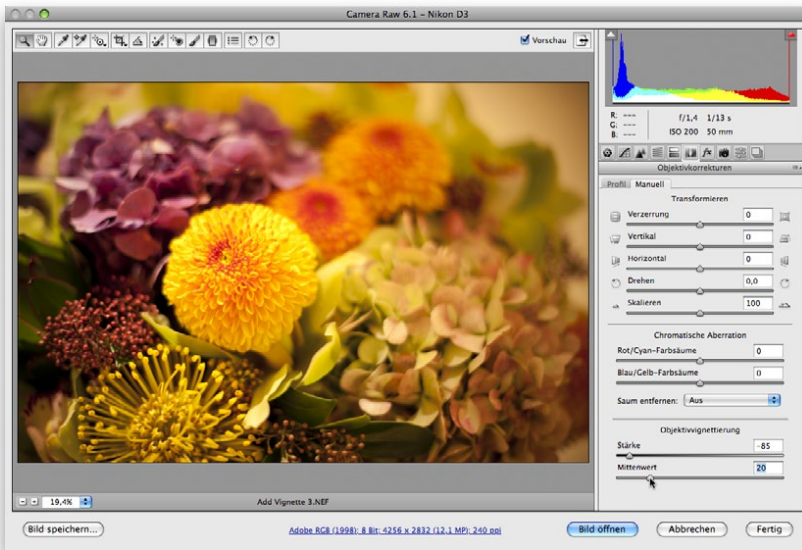 Camera Raw 6.1 – Nikon D3
Vorschau
R: ---
G: ---
B: ---
f/1,4 1/13 s
ISO 200 50 mm
fx
Objektivkorrekturen
Profil Manuell
Transformieren
Verzerrung 0
Vertikal 0
Horizontal 0
Drehen 0,0
Skalieren 100
Chromatische Aberration
Rot/Cyan-Farbsäume 0
Blau/Gelb-Farbsäume 0
Saum entfernen: Aus
Objektivvignettierung
Stärke -85
Mittenwert 20
19,4% Add Vignette 3.NEF
Bild speichern... Adobe RGB (1998); 8 Bit; 4256 x 2832 (12,1 MP); 240 ppi Bild öffnen Abbrechen Fertig